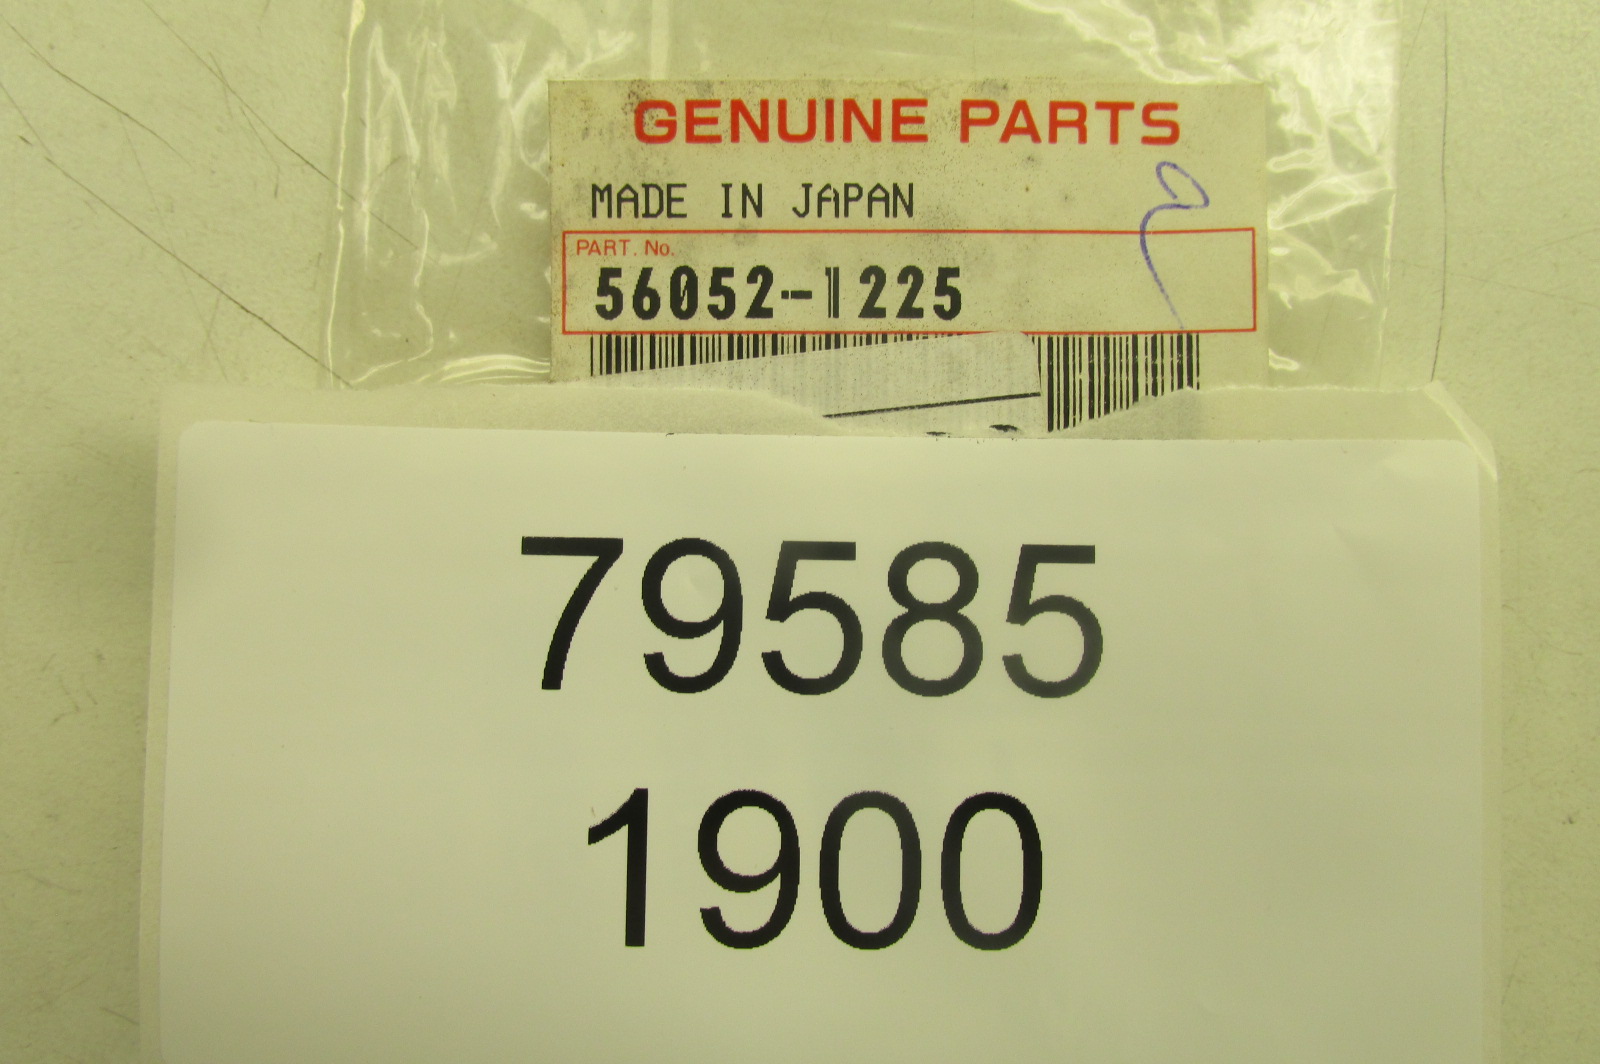 GENUINE PARTS
MADE IN JAPAN
PART. No.
56052-1225
79585
1900